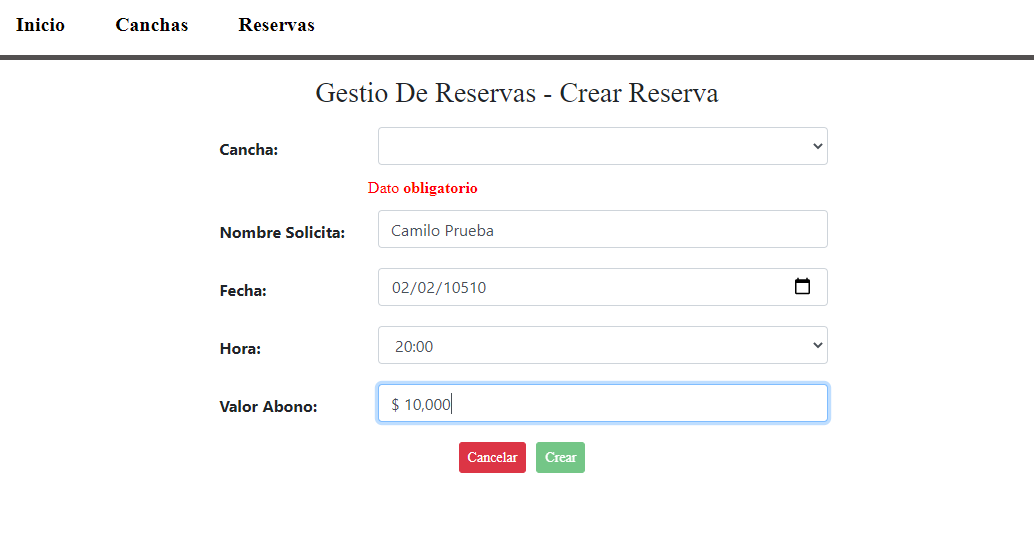 Inicio Canchas Reservas
Gestio De Reservas - Crear Reserva
Cancha:
Dato obligatorio
Nombre Solicita: Camilo Prueba
Fecha: 02/02/10510
Hora: 20:00
Valor Abono: $ 10,000
Cancelar Crear